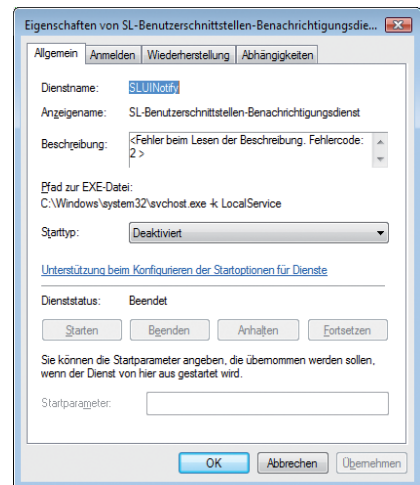 Eigenschaften von SL-Benutzerschnittstellen-Benachrichtigungsdie...
Allgemein Anmelden Wiederherstellung Abhängigkeiten
Dienstname: SLUINotify
Anzeigename: SL-Benutzerschnittstellen-Benachrichtigungsdienst
Beschreibung: <Fehler beim Lesen der Beschreibung. Fehlercode:
2 >
Pfad zur EXE-Datei:
C:\Windows\system32\svchost.exe -k LocalService
Starttyp: Deaktiviert
Unterstützung beim Konfigurieren der Startoptionen für Dienste
Dienststatus: Beendet
Starten Beenden Anhalten Fortsetzen
Sie können die Startparameter angeben, die übernommen werden sollen,
wenn der Dienst von hier aus gestartet wird.
Startparameter:
OK Abbrechen Übernehmen